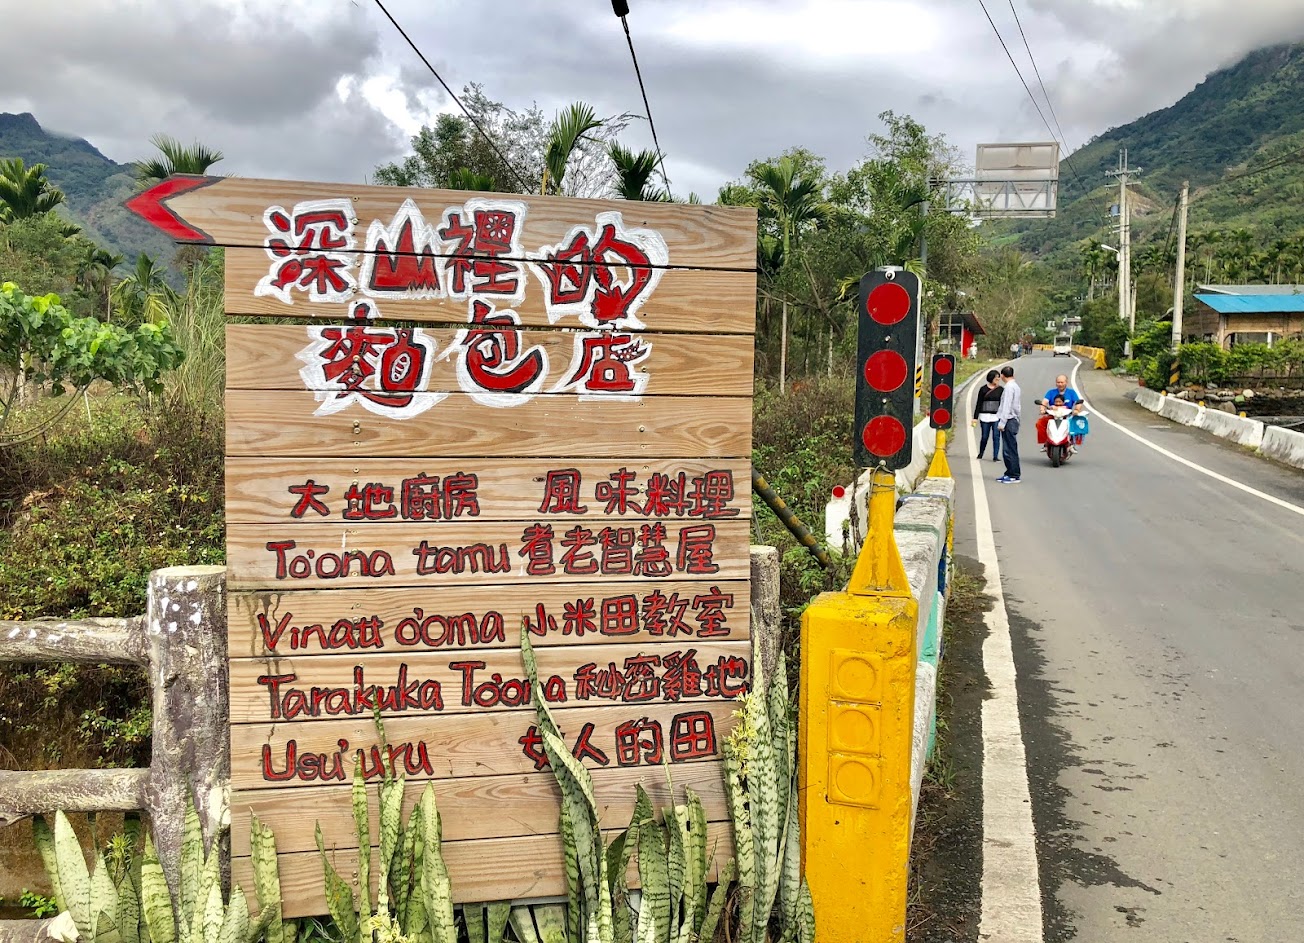 深山裡的
麵包店
大地廚房 風味料理
To'ona tamu 耆老智慧屋
Vinatt o'oma 小米田教室
Tarakuka To'ona 秘密雞地
Usu'uru 女人的田